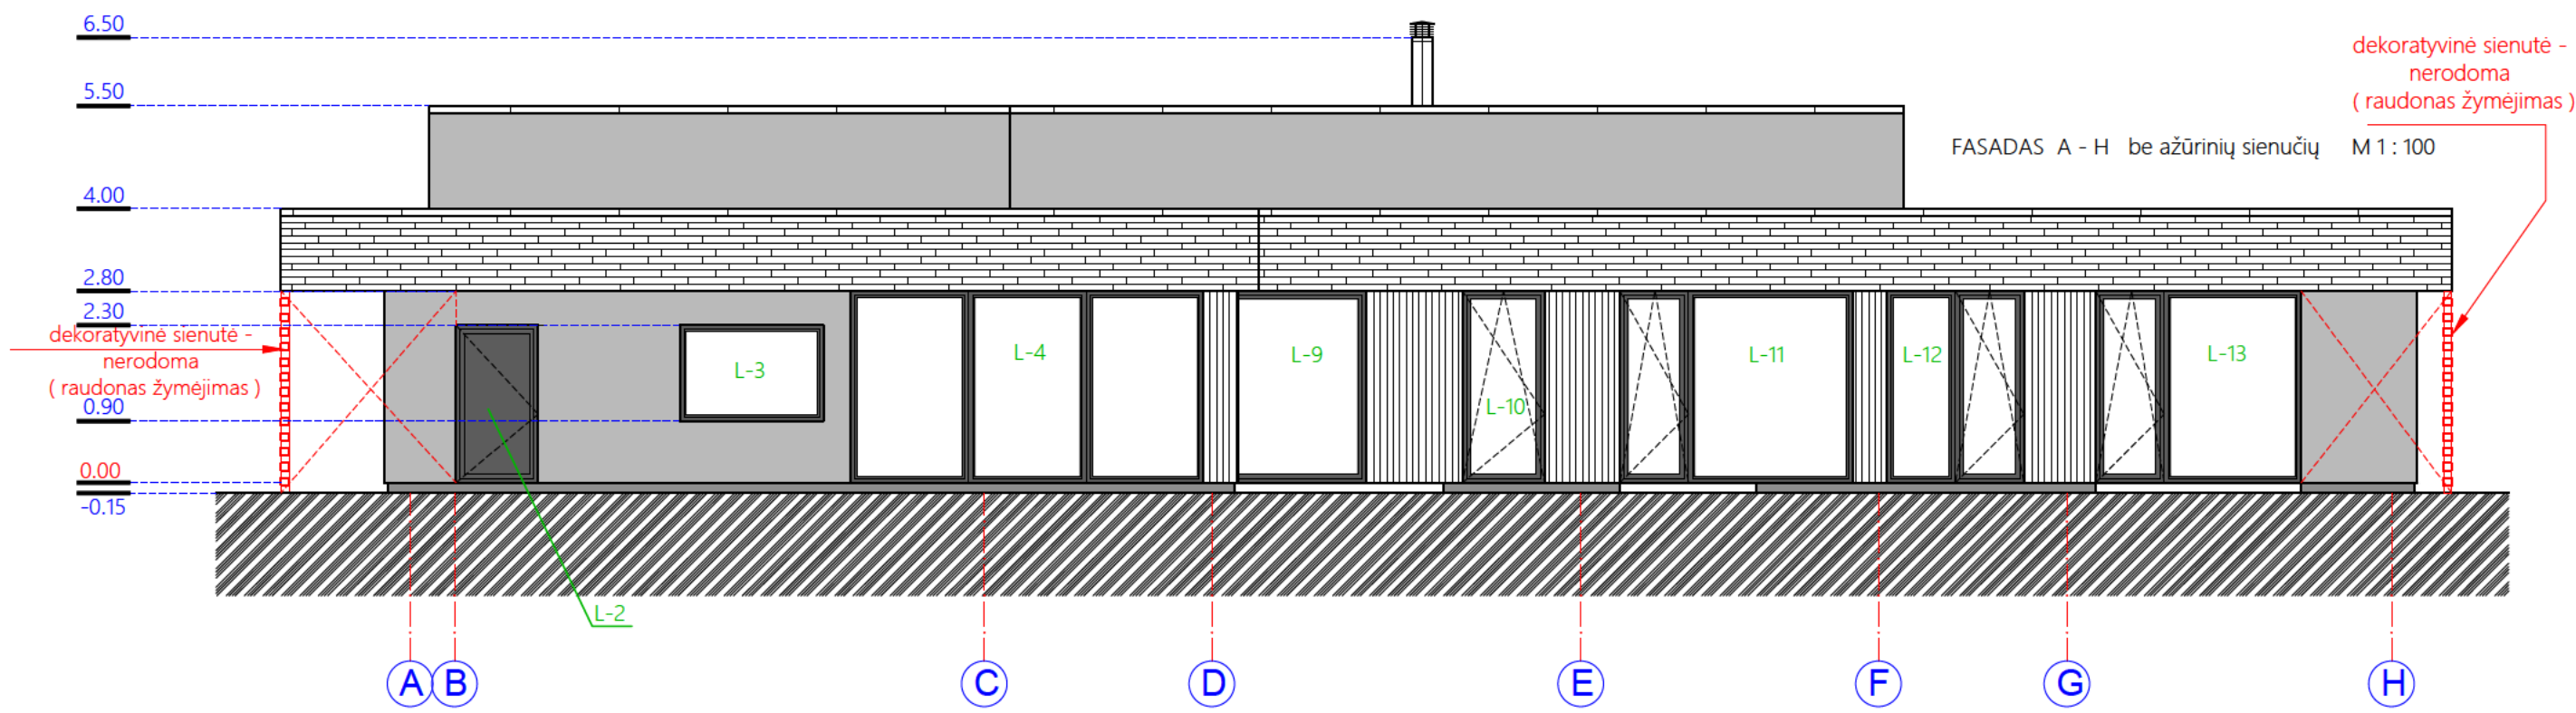 6.50
dekoratyvinė sienutė -
nerodoma
( raudonas žymėjimas )
5.50
FASADAS A - H be ažūrinių sienučių M 1 : 100
4.00
2.80
2.30
dekoratyvinė sienutė -
nerodoma
( raudonas žymėjimas )
0.90
0.00
-0.15
L-3
L-4
L-9
L-10
L-11
L-12
L-13
L-2
A B C D E F G H